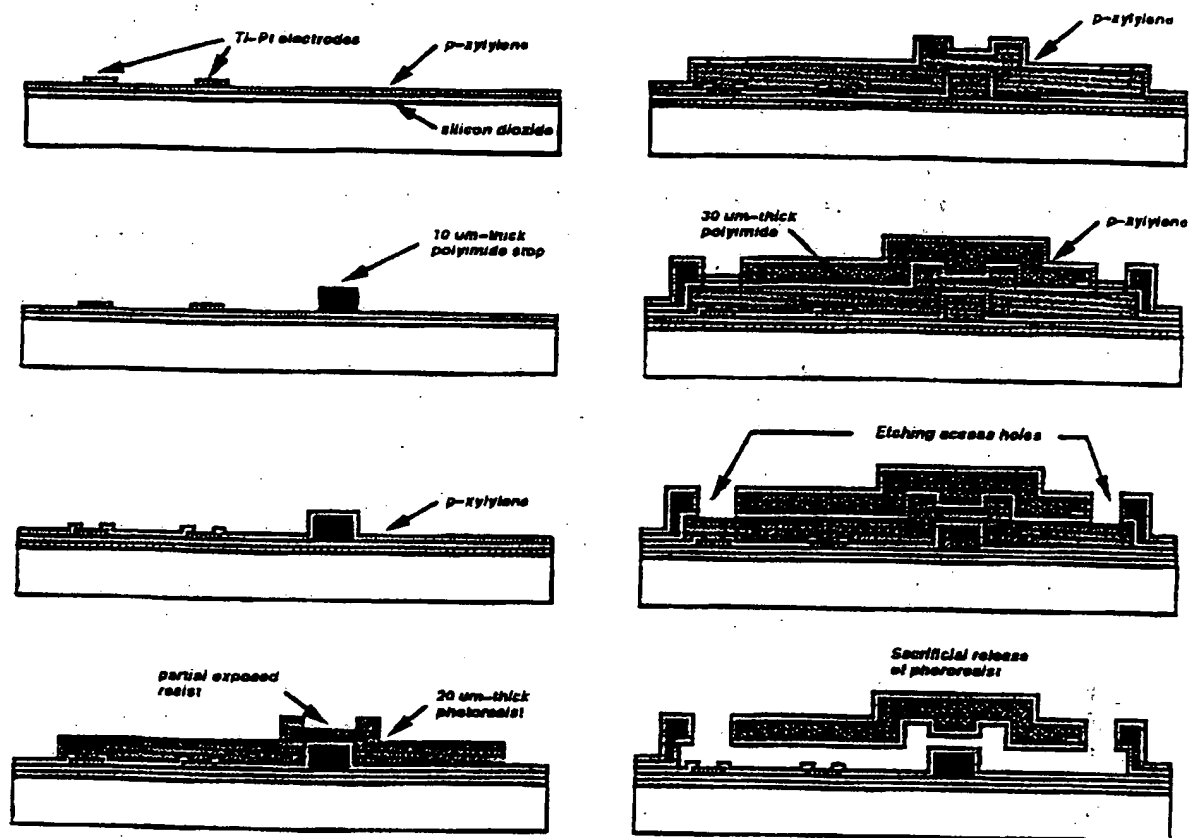 Ti-Pt electrodes
p-xylylene
silicon dioxide
10 um-thick
polyimide stop
p-xylylene
partial exposed
resist
20 um-thick
photoresist
p-xylylene
30 um-thick
polyimide
p-xylylene
Etching access holes
Sacrificial release
of photoresist